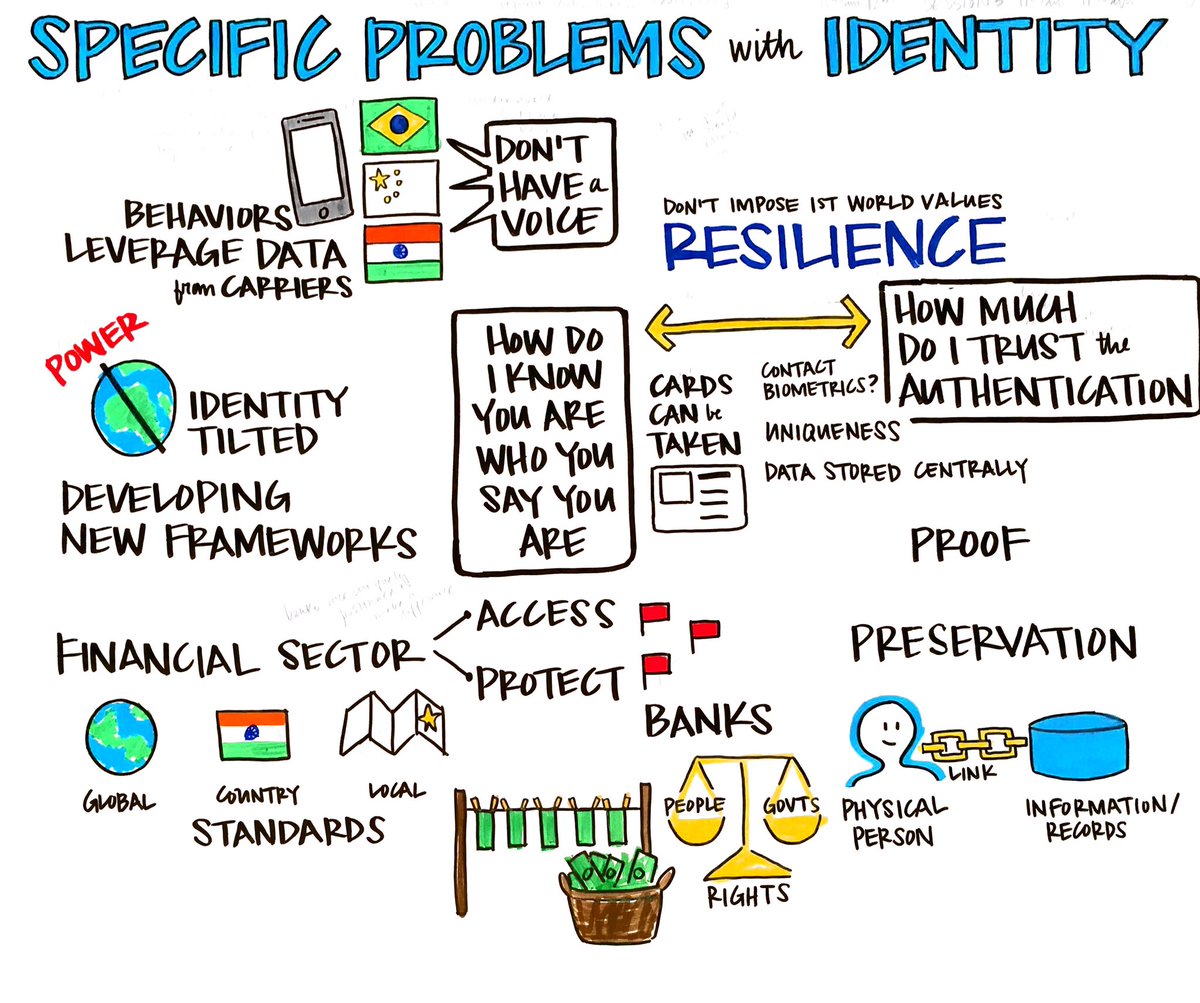 SPECIFIC PROBLEMS with IDENTITY
DON'T
HAVE a
VOICE
BEHAVIORS
LEVERAGE DATA
from CARRIERS
DON'T IMPOSE 1ST WORLD VALUES
RESILIENCE
POWER
IDENTITY
TILTED
DEVELOPING
NEW FRAMEWORKS
HOW DO
I KNOW
YOU ARE
WHO YOU
SAY YOU
ARE
HOW MUCH
DO I TRUST the
AUTHENTICATION
CARDS
CAN be
TAKEN
CONTACT
BIOMETRICS?
UNIQUENESS
DATA STORED CENTRALLY
PROOF
FINANCIAL SECTOR
ACCESS
PROTECT
GLOBAL
COUNTRY
LOCAL
STANDARDS
BANKS
PEOPLE
GOVTS
RIGHTS
PRESERVATION
LINK
PHYSICAL
PERSON
INFORMATION/
RECORDS